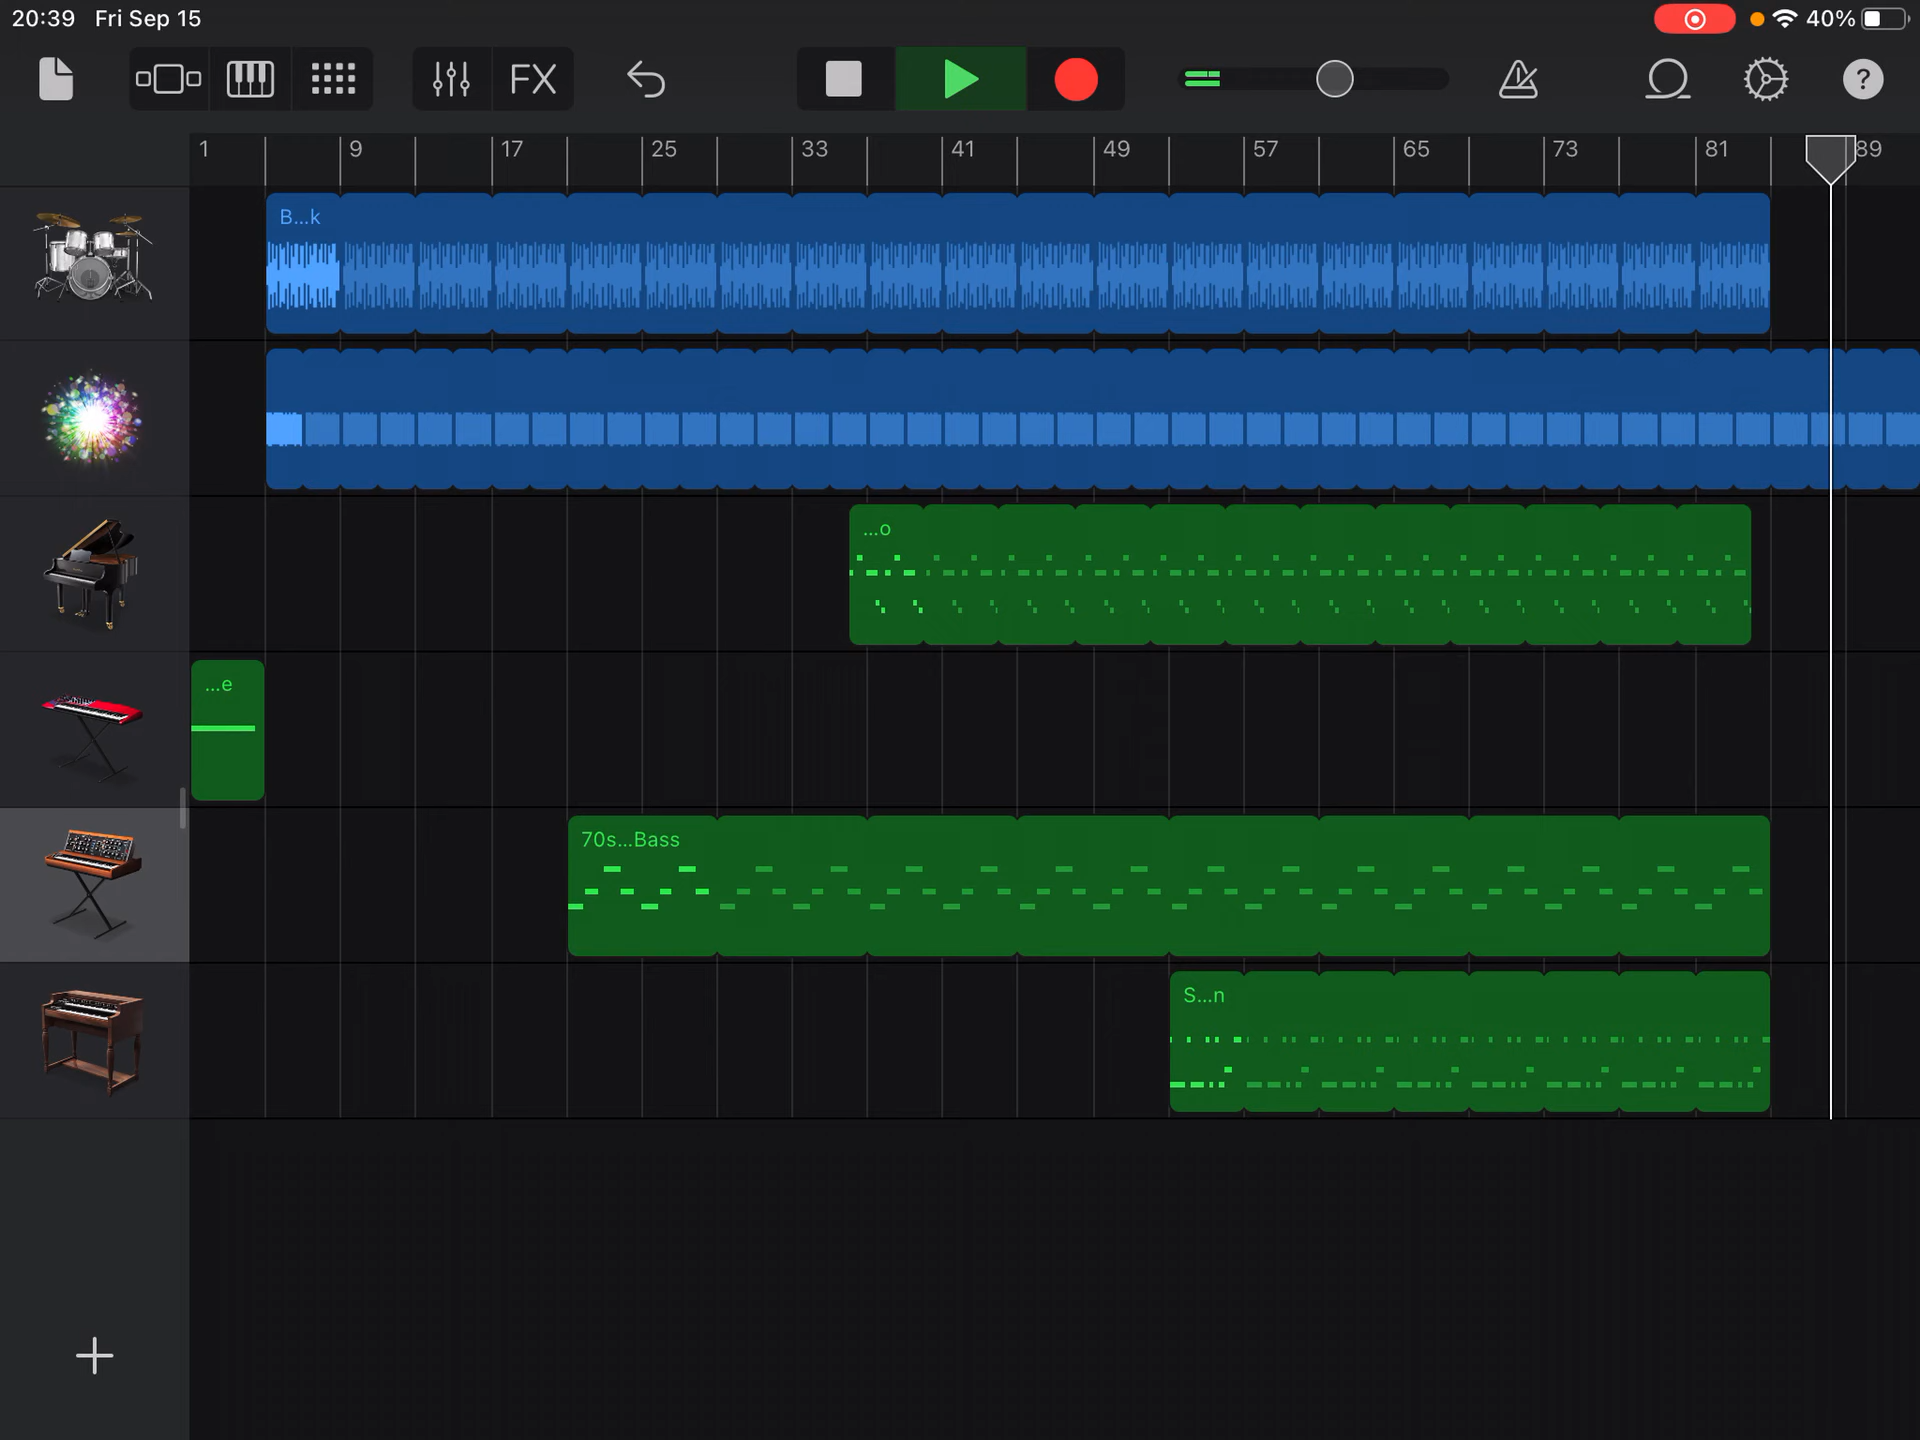 20:39 Fri Sep 15 40%
FX ?
1 9 17 25 33 41 49 57 65 73 81 89
B...k
...o
...e
70s...Bass
S...n